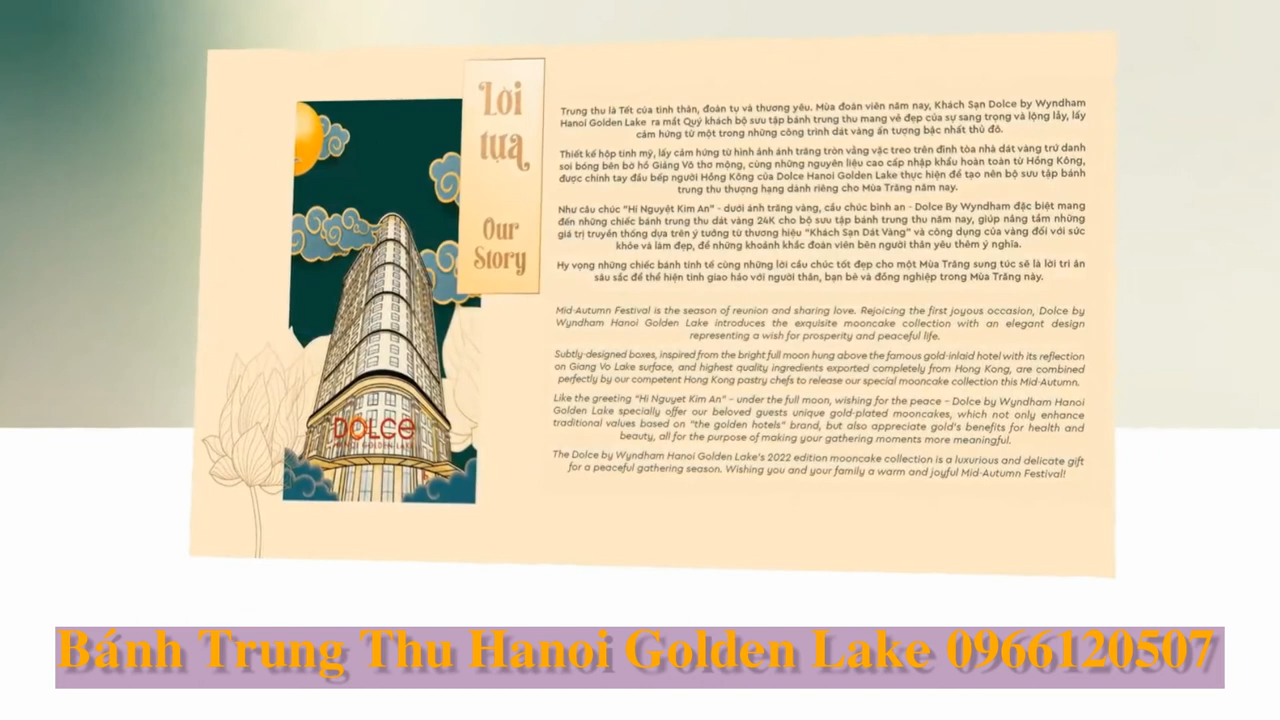 Lời
tựa
Our
Story
Trung thu là Tết của tình thân, đoàn tụ và thương yêu. Mùa đoàn viên năm nay, Khách Sạn Dolce by Wyndham
Hanoi Golden Lake ra mắt Quý khách bộ sưu tập bánh trung thu mang vẻ đẹp của sự sang trọng và lộng lẫy, lấy
cảm hứng từ một trong những công trình dát vàng ấn tượng bậc nhất thủ đô.
Thiết kế hộp tinh mỹ, lấy cảm hứng từ hình ảnh ánh trăng tròn vằng vặc treo trên đỉnh tòa nhà dát vàng trứ danh
soi bóng bên bờ hồ Giảng Võ thơ mộng, cùng những nguyên liệu cao cấp nhập khẩu hoàn toàn từ Hồng Kông,
được chính tay đầu bếp người Hồng Kông của Dolce Hanoi Golden Lake thực hiện để tạo nên bộ sưu tập bánh
trung thu thượng hạng dành riêng cho Mùa Trăng năm nay.
Như câu chúc "Hỉ Nguyệt Kim An" - dưới ánh trăng vàng, cầu chúc bình an - Dolce By Wyndham đặc biệt mang
đến những chiếc bánh trung thu dát vàng 24K cho bộ sưu tập bánh trung thu năm nay, giúp nâng tầm những
giá trị truyền thống dựa trên ý tưởng từ thương hiệu "Khách Sạn Dát Vàng" và công dụng của vàng đối với sức
khỏe và làm đẹp, để những khoảnh khắc đoàn viên bên người thân yêu thêm ý nghĩa.
Hy vọng những chiếc bánh tinh tế cùng những lời cầu chúc tốt đẹp cho một Mùa Trăng sung túc sẽ là lời tri ân
sâu sắc để thể hiện tình giao hảo với người thân, bạn bè và đồng nghiệp trong Mùa Trăng này.
Mid-Autumn Festival is the season of reunion and sharing love. Rejoicing the first joyous occasion, Dolce by
Wyndham Hanoi Golden Lake introduces the exquisite mooncake collection with an elegant design
representing a wish for prosperity and peaceful life.
Subtly-designed boxes, inspired from the bright full moon hung above the famous gold-inlaid hotel with its reflection
on Giang Vo Lake surface, and highest quality ingredients exported completely from Hong Kong, are combined
perfectly by our competent Hong Kong pastry chefs to release our special mooncake collection this Mid-Autumn.
Like the greeting "Hi Nguyet Kim An" - under the full moon, wishing for the peace - Dolce by Wyndham Hanoi
Golden Lake specially offer our beloved guests unique gold-plated mooncakes, which not only enhance
traditional values based on "the golden hotels" brand, but also appreciate gold's benefits for health and
beauty, all for the purpose of making your gathering moments more meaningful.
The Dolce by Wyndham Hanoi Golden Lake's 2022 edition mooncake collection is a luxurious and delicate gift
for a peaceful gathering season. Wishing you and your family a warm and joyful Mid-Autumn Festival!
DOLCE
HANOI GOLDEN LAKE
Bánh Trung Thu Hanoi Golden Lake 0966120507